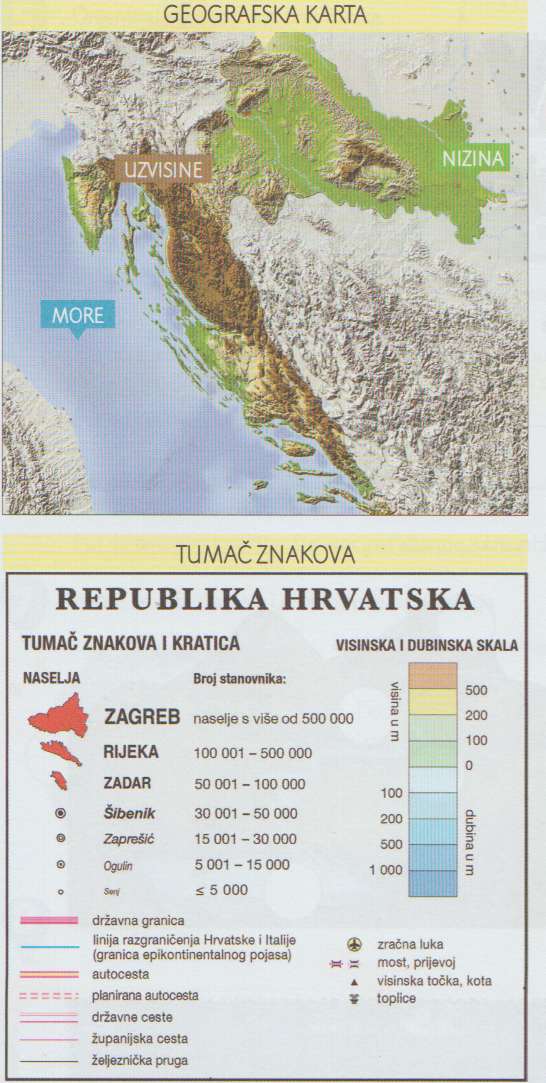 GEOGRAFSKA KARTA
UZVISINE
NIZINA
MORE
TUMAČ ZNAKOVA
REPUBLIKA HRVATSKA
TUMAČ ZNAKOVA I KRATICA
NASELJA
Broj stanovnika:
ZAGREB naselje s više od 500 000
RIJEKA 100 001 – 500 000
ZADAR 50 001 – 100 000
Šibenik 30 001 – 50 000
Zaprešić 15 001 – 30 000
Ogulin 5 001 – 15 000
Senj ≤ 5 000
VISINSKA I DUBINSKA SKALA
visina u m
500
200
100
0
100
200
500
1 000
dubina u m
državna granica
linija razgraničenja Hrvatske i Italije
(granica epikontinentalnog pojasa)
autocesta
planirana autocesta
državne ceste
županijska cesta
željeznička pruga
zračna luka
most, prijevoj
visinska točka, kota
toplice